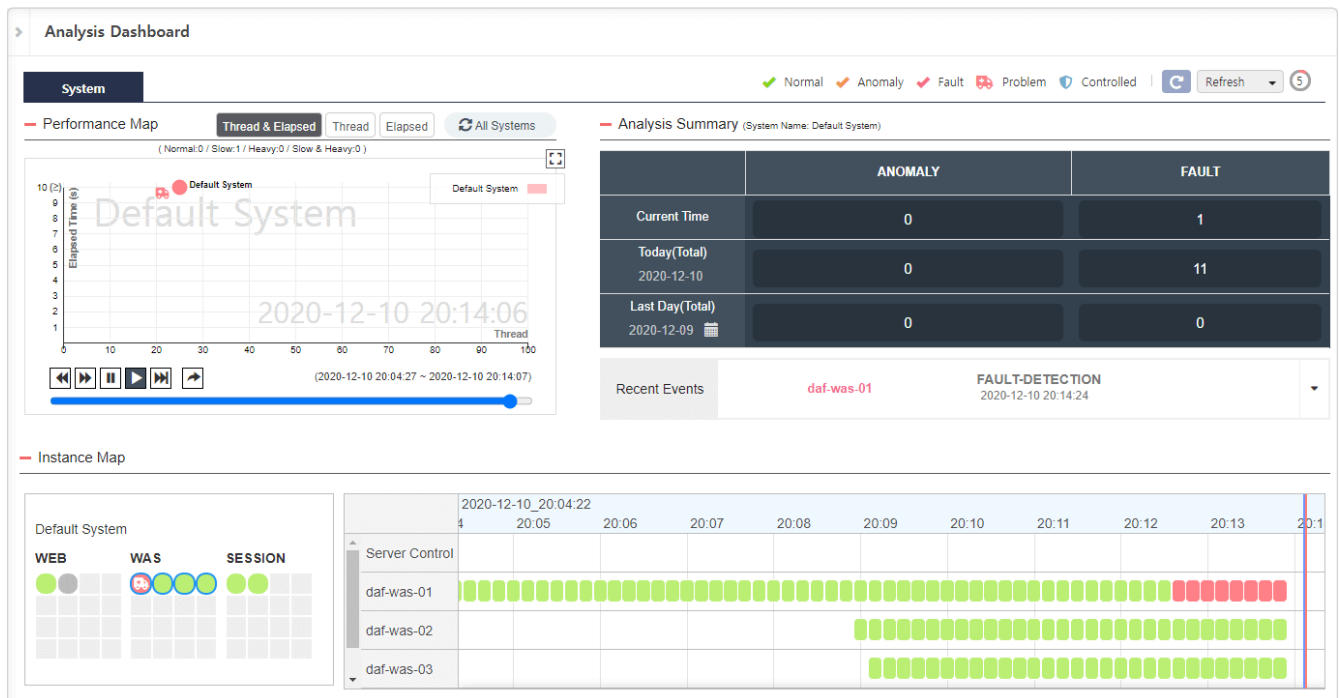 Analysis Dashboard
System
Normal Anomaly Fault Problem Controlled Refresh 5
Performance Map Thread & Elapsed Thread Elapsed All Systems
( Normal:0 / Slow:1 / Heavy:0 / Slow & Heavy:0 )
Default System
Default System
Default System
Elapsed Time (s)
10 (≥)
9
8
7
6
5
4
3
2
1
2020-12-10 20:14:06
Thread
0 10 20 30 40 50 60 70 80 90 100
(2020-12-10 20:04:27 ~ 2020-12-10 20:14:07)
Analysis Summary (System Name: Default System)
ANOMALY FAULT
Current Time 0 1
Today(Total)
2020-12-10
0 11
Last Day(Total)
2020-12-09
0 0
Recent Events daf-was-01 FAULT-DETECTION
2020-12-10 20:14:24
Instance Map
Default System
WEB WAS SESSION
2020-12-10_20:04:22
4 20:05 20:06 20:07 20:08 20:09 20:10 20:11 20:12 20:13 20:1
Server Control
daf-was-01
daf-was-02
daf-was-03